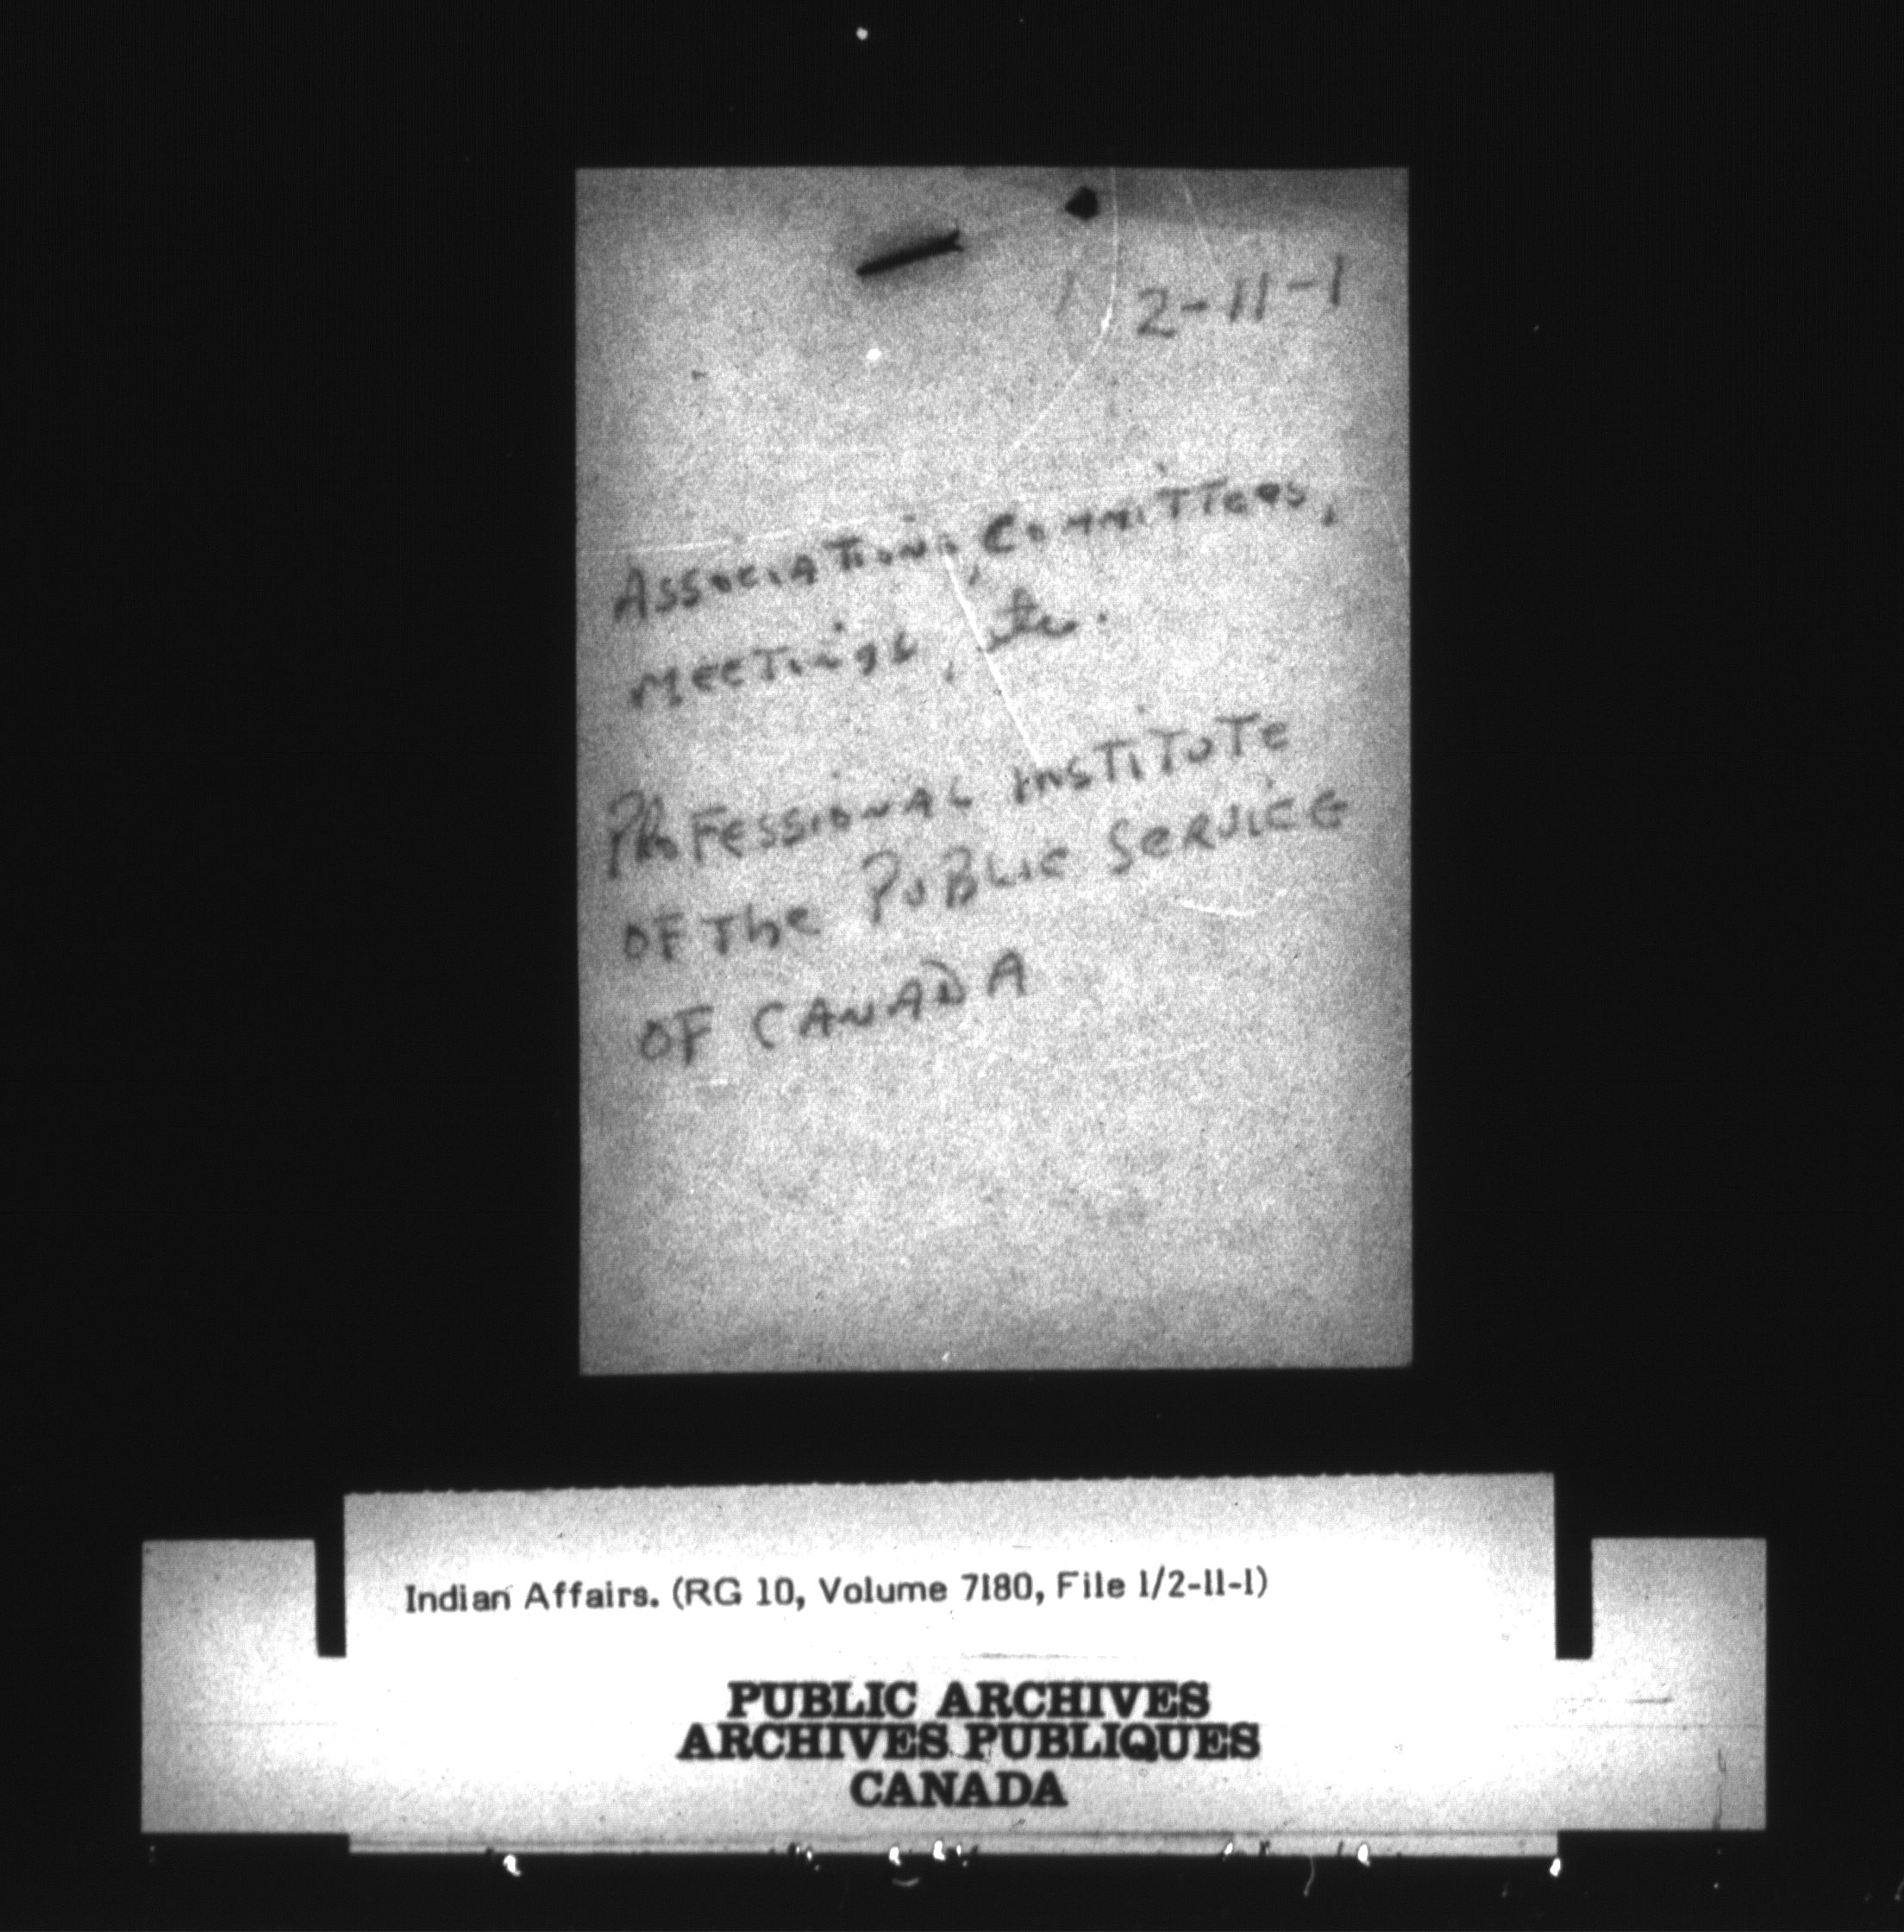 1/2-11-1
Associations, Committees,
meetings, etc.
Professional Institute
of the Public Service
of Canada
Indian Affairs. (RG 10, Volume 7180, File 1/2-11-1)
PUBLIC ARCHIVES
ARCHIVES PUBLIQUES
CANADA